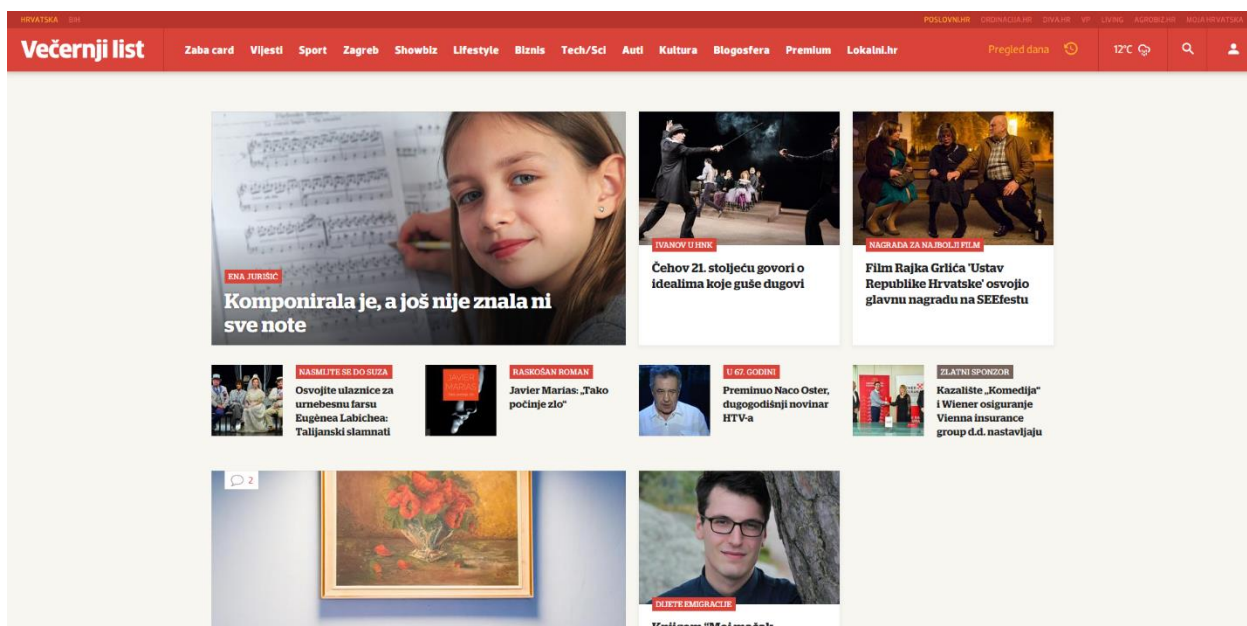 HRVATSKA BIH
POSLOVNI.HR ORDINACIJA.HR DIVA.HR VP LIVING AGROBIZ.HR MOJA HRVATSKA
Večernji list
Zaba card Vijesti Sport Zagreb Showbiz Lifestyle Biznis Tech/Sci Auti Kultura Blogosfera Premium Lokalni.hr
Pregled dana
12°C
ENA JURIŠIĆ
Komponirala je, a još nije znala ni
sve note
IVANOV U HNK
Čehov 21. stoljeću govori o
idealima koje guše dugovi
NAGRADA ZA NAJBOLJI FILM
Film Rajka Grlića 'Ustav
Republike Hrvatske' osvojio
glavnu nagradu na SEEfestu
NASMIJTE SE DO SUZA
Osvojite ulaznice za
urnebesnu farsu
Eugènea Labichea:
Talijanski slamnati
JAVIER
MARÍAS
RASKOŠAN ROMAN
Javier Marías: „Tako
počinje zlo“
U 67. GODINI
Preminuo Naco Oster,
dugogodišnji novinar
HTV-a
ZLATNI SPONZOR
Kazalište „Komedija“
i Wiener osiguranje
Vienna insurance
group d.d. nastavljaju
2
DIJETE EMIGRACIJE